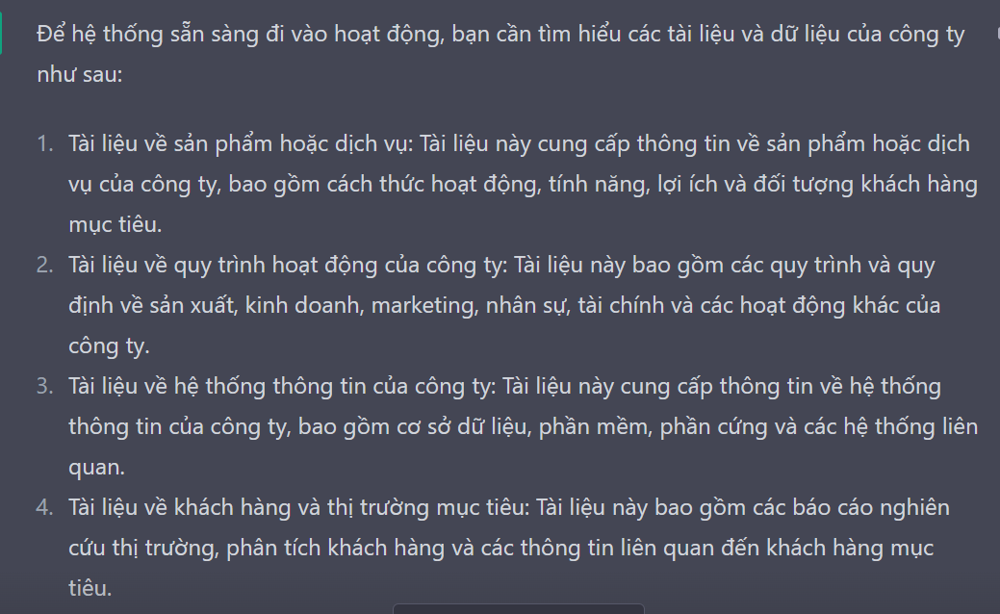 Để hệ thống sẵn sàng đi vào hoạt động, bạn cần tìm hiểu các tài liệu và dữ liệu của công ty
như sau:
1. Tài liệu về sản phẩm hoặc dịch vụ: Tài liệu này cung cấp thông tin về sản phẩm hoặc dịch
vụ của công ty, bao gồm cách thức hoạt động, tính năng, lợi ích và đối tượng khách hàng
mục tiêu.
2. Tài liệu về quy trình hoạt động của công ty: Tài liệu này bao gồm các quy trình và quy
định về sản xuất, kinh doanh, marketing, nhân sự, tài chính và các hoạt động khác của
công ty.
3. Tài liệu về hệ thống thông tin của công ty: Tài liệu này cung cấp thông tin về hệ thống
thông tin của công ty, bao gồm cơ sở dữ liệu, phần mềm, phần cứng và các hệ thống liên
quan.
4. Tài liệu về khách hàng và thị trường mục tiêu: Tài liệu này bao gồm các báo cáo nghiên
cứu thị trường, phân tích khách hàng và các thông tin liên quan đến khách hàng mục
tiêu.